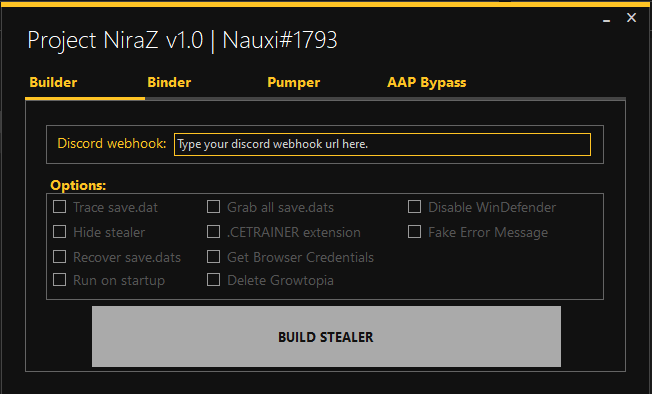 Project NiraZ v1.0 | Nauxi#1793
Builder Binder Pumper AAP Bypass
Discord webhook: Type your discord webhook url here.
Options:
Trace save.dat Grab all save.dats Disable WinDefender
Hide stealer .CETRAINER extension Fake Error Message
Recover save.dats Get Browser Credentials
Run on startup Delete Growtopia
BUILD STEALER